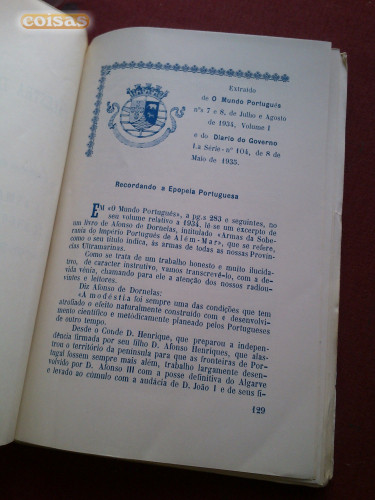 coisas
Extraído
de O Mundo Português
nºs 7 e 8, de Julho e Agosto
de 1934, Volume I
e do Diario do Governo
I.a Série - nº 104, de 8 de
Maio de 1935.
Recordando a Epopeia Portuguesa
EM «O Mundo Português», a pg.s 283 e seguintes, no
seu volume relativo a 1934, lê-se um excerpto de
um livro de Afonso de Dornelas, intitulado «Armas da Sobe-
rania do Império Português de Alêm-Mar», que se refere,
como o seu título indica, às armas de todas as nossas Provín-
cias Ultramarinas.
Como se trata de um trabalho honesto e muito elucida-
tivo, de carácter instrutivo, vamos transcrevê-lo, com a de-
vida vénia, chamando para ele a atenção dos nossos radiou-
vintes e leitores.
Diz Afonso de Dornelas:
«A modéstia foi sempre uma das condições que tem
atrofiado o efeito naturalmente construído com o desenvolvi-
mento científico e metòdicamente planeado pelos Portugueses
de outro tempo.
Desde o Conde D. Henrique, que preparou a indepen-
dência firmada por seu filho D. Afonso Henriques, que alas-
trou o território da península para que as fronteiras de Por-
tugal fossem sempre mais além, trabalho largamente desen-
volvido por D. Afonso III com a posse definitiva do Algarve
e levado ao cúmulo com a audácia de D. João I e de seus fi-
129